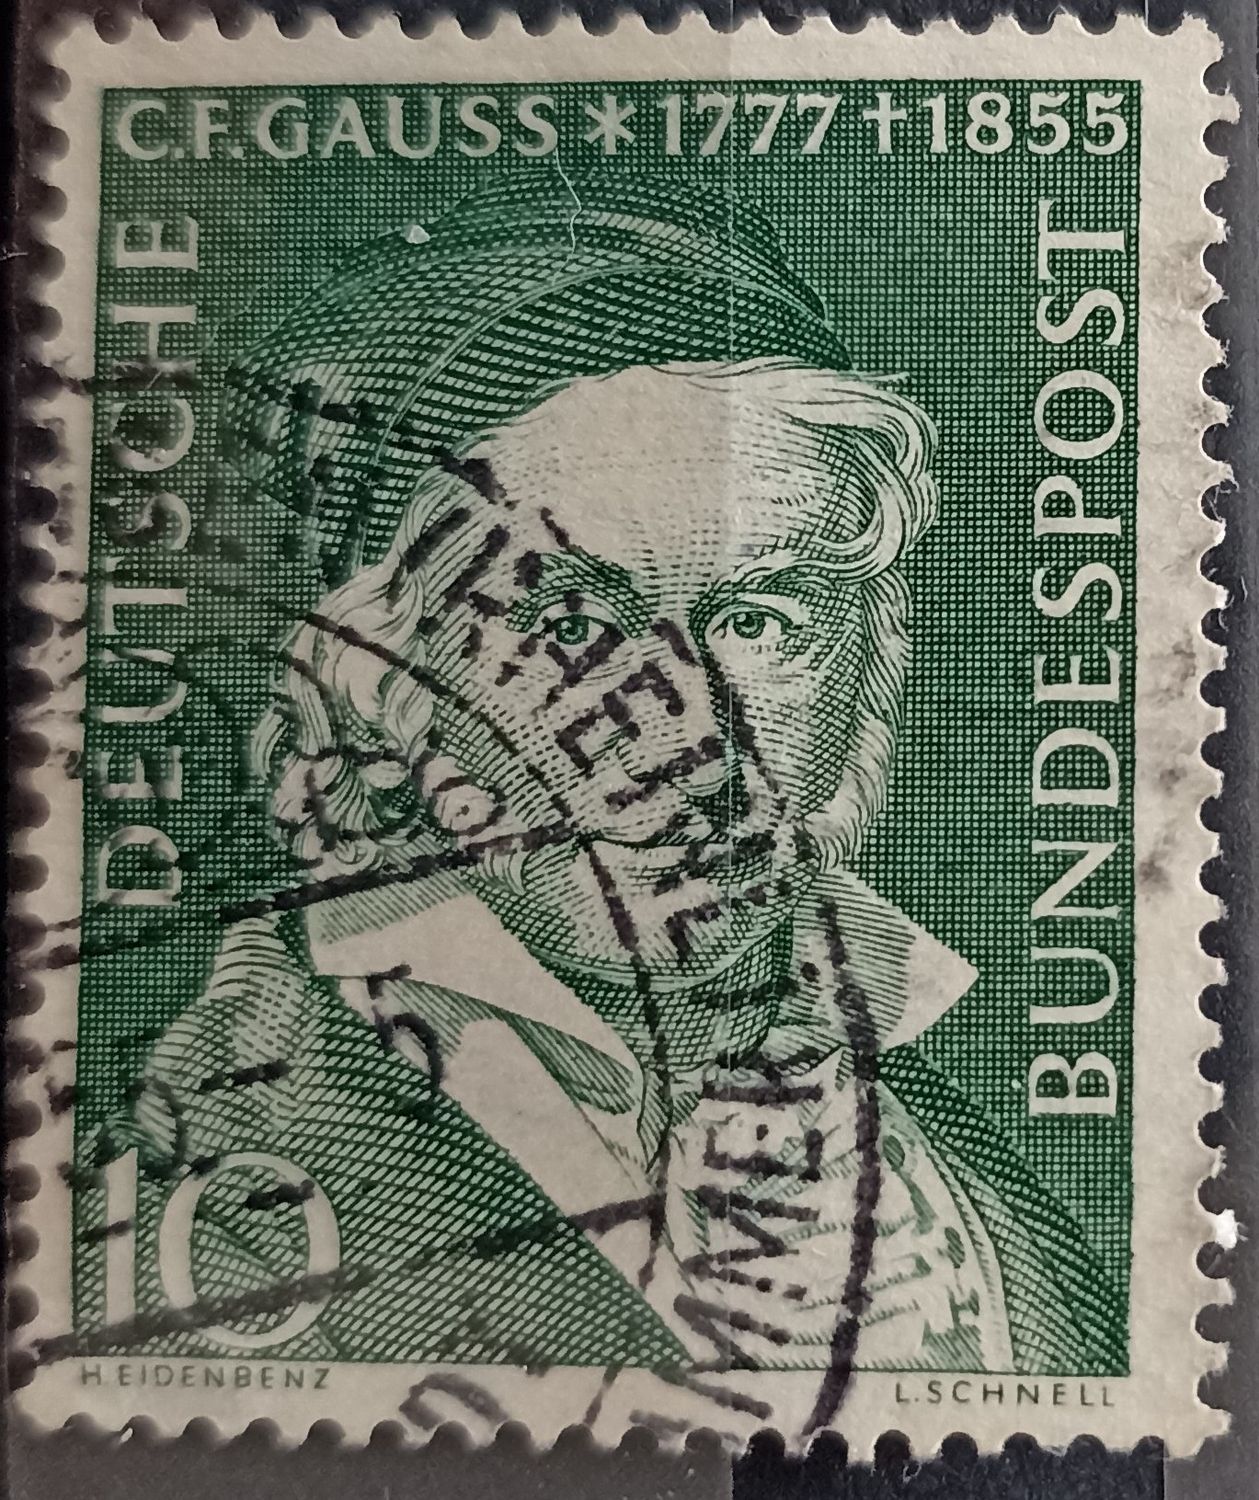 C.F. GAUSS * 1777 † 1855
DEUTSCHE
BUNDESPOST
10
H EIDENBENZ
L. SCHNELL